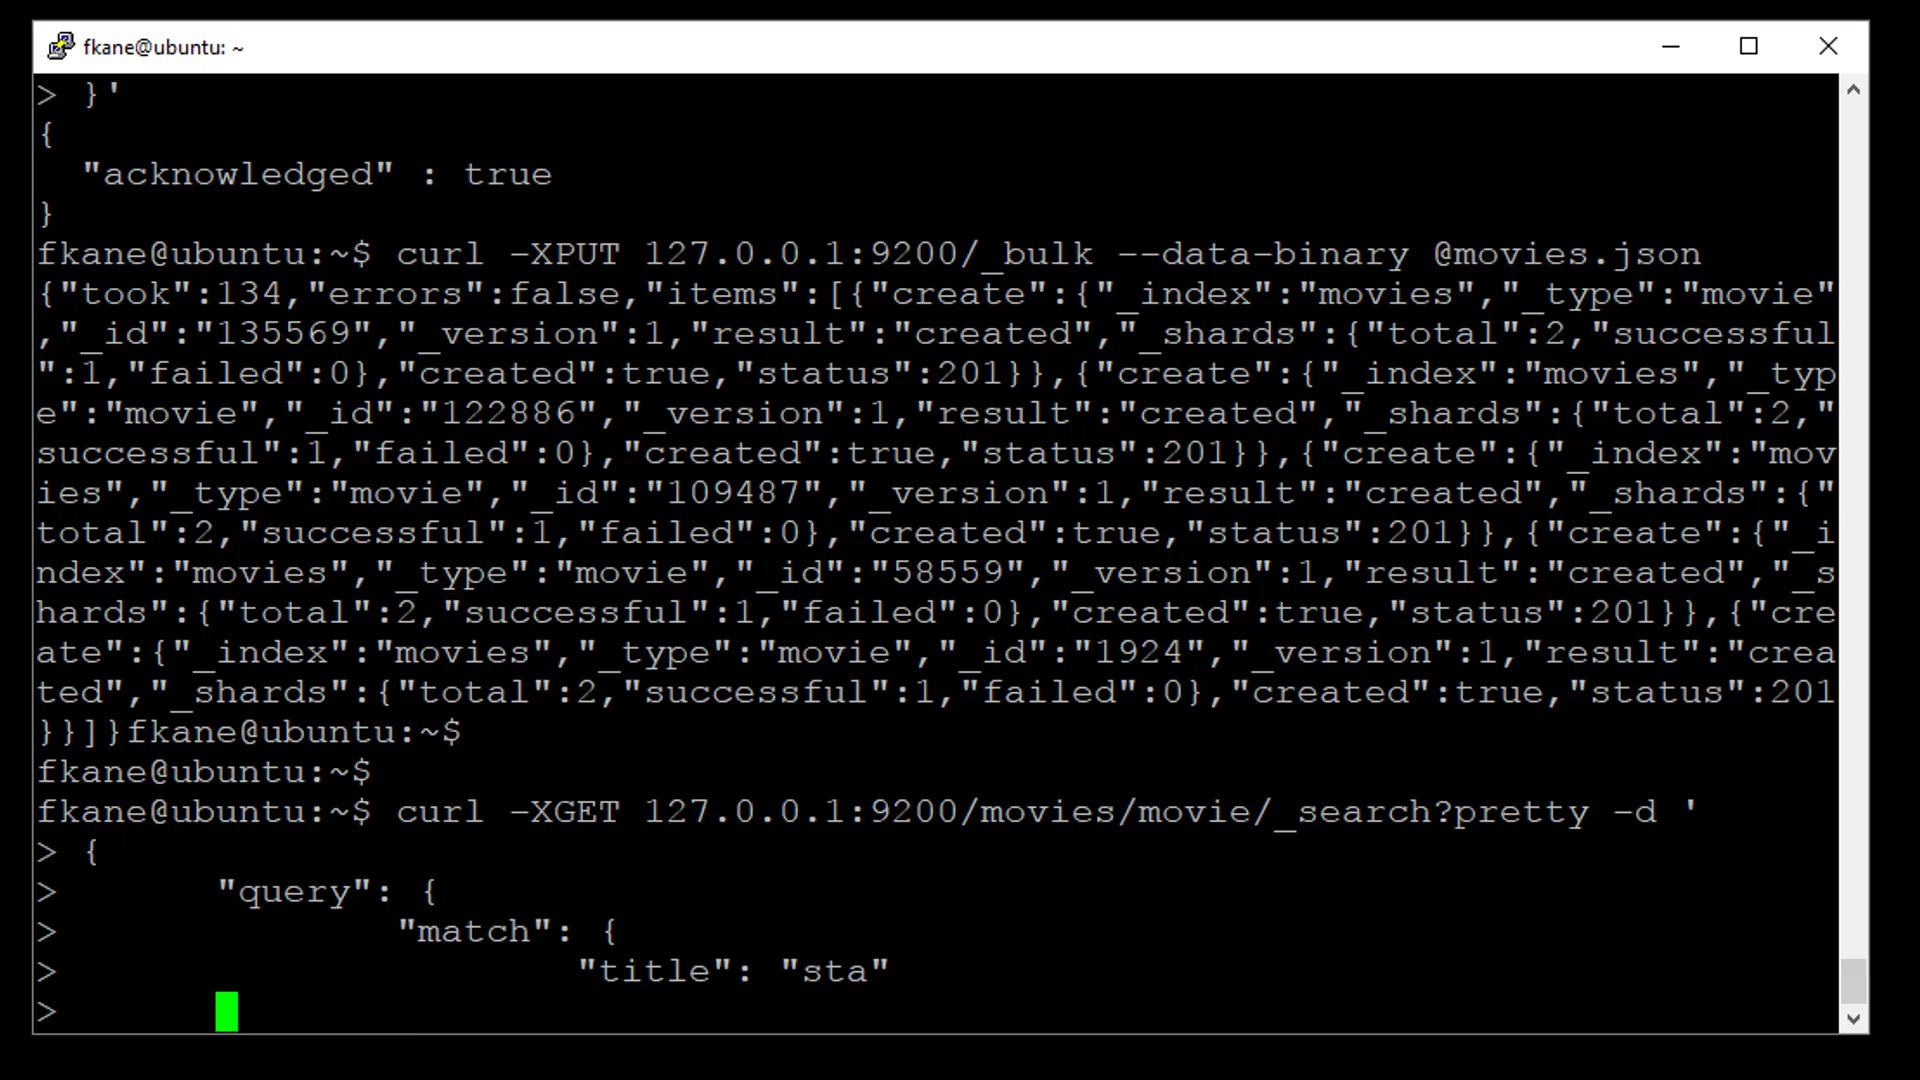 fkane@ubuntu: ~
> }'
{
  "acknowledged" : true
}
fkane@ubuntu:~$ curl -XPUT 127.0.0.1:9200/_bulk --data-binary @movies.json
{"took":134,"errors":false,"items":[{"create":{"_index":"movies","_type":"movie"
,"_id":"135569","_version":1,"result":"created","_shards":{"total":2,"successful
":1,"failed":0},"created":true,"status":201}},{"create":{"_index":"movies","_typ
e":"movie","_id":"122886","_version":1,"result":"created","_shards":{"total":2,"
successful":1,"failed":0},"created":true,"status":201}},{"create":{"_index":"mov
ies","_type":"movie","_id":"109487","_version":1,"result":"created","_shards":{"
total":2,"successful":1,"failed":0},"created":true,"status":201}},{"create":{"_i
ndex":"movies","_type":"movie","_id":"58559","_version":1,"result":"created","_s
hards":{"total":2,"successful":1,"failed":0},"created":true,"status":201}},{"cre
ate":{"_index":"movies","_type":"movie","_id":"1924","_version":1,"result":"crea
ted","_shards":{"total":2,"successful":1,"failed":0},"created":true,"status":201
}}]}fkane@ubuntu:~$
fkane@ubuntu:~$
fkane@ubuntu:~$ curl -XGET 127.0.0.1:9200/movies/movie/_search?pretty -d '
> {
>       "query": {
>               "match": {
>                       "title": "sta"
>